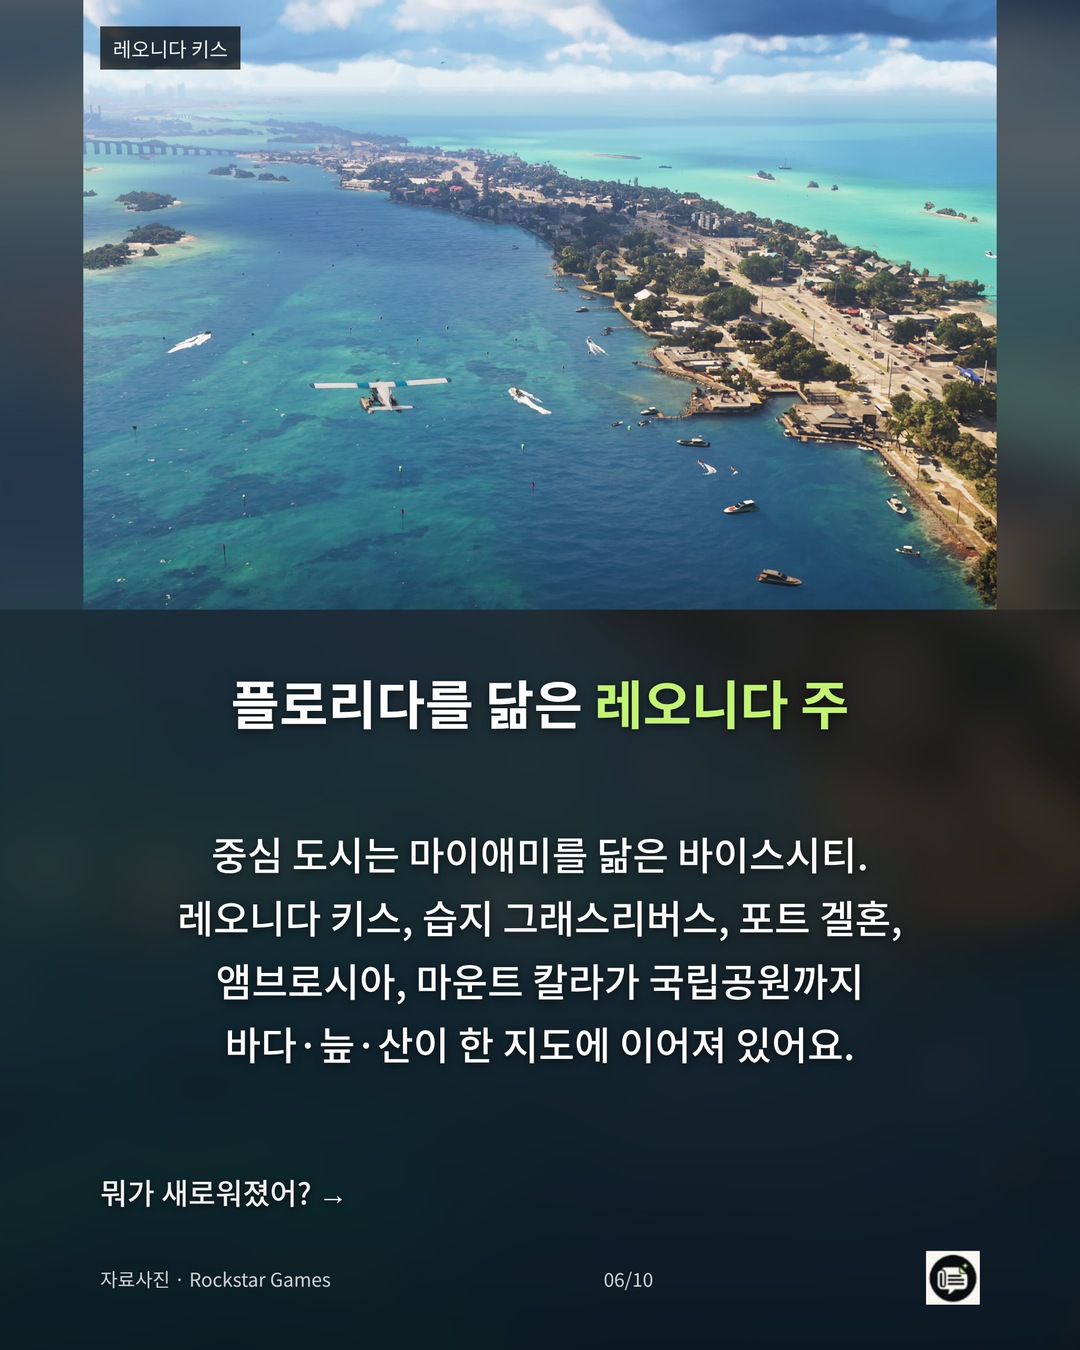 레오니다 키스
플로리다를 닮은 레오니다 주
중심 도시는 마이애미를 닮은 바이스시티.
레오니다 키스, 습지 그래스리버스, 포트 겔혼,
앰브로시아, 마운트 칼라가 국립공원까지
바다·늪·산이 한 지도에 이어져 있어요.
뭐가 새로워졌어? →
자료사진 · Rockstar Games
06/10